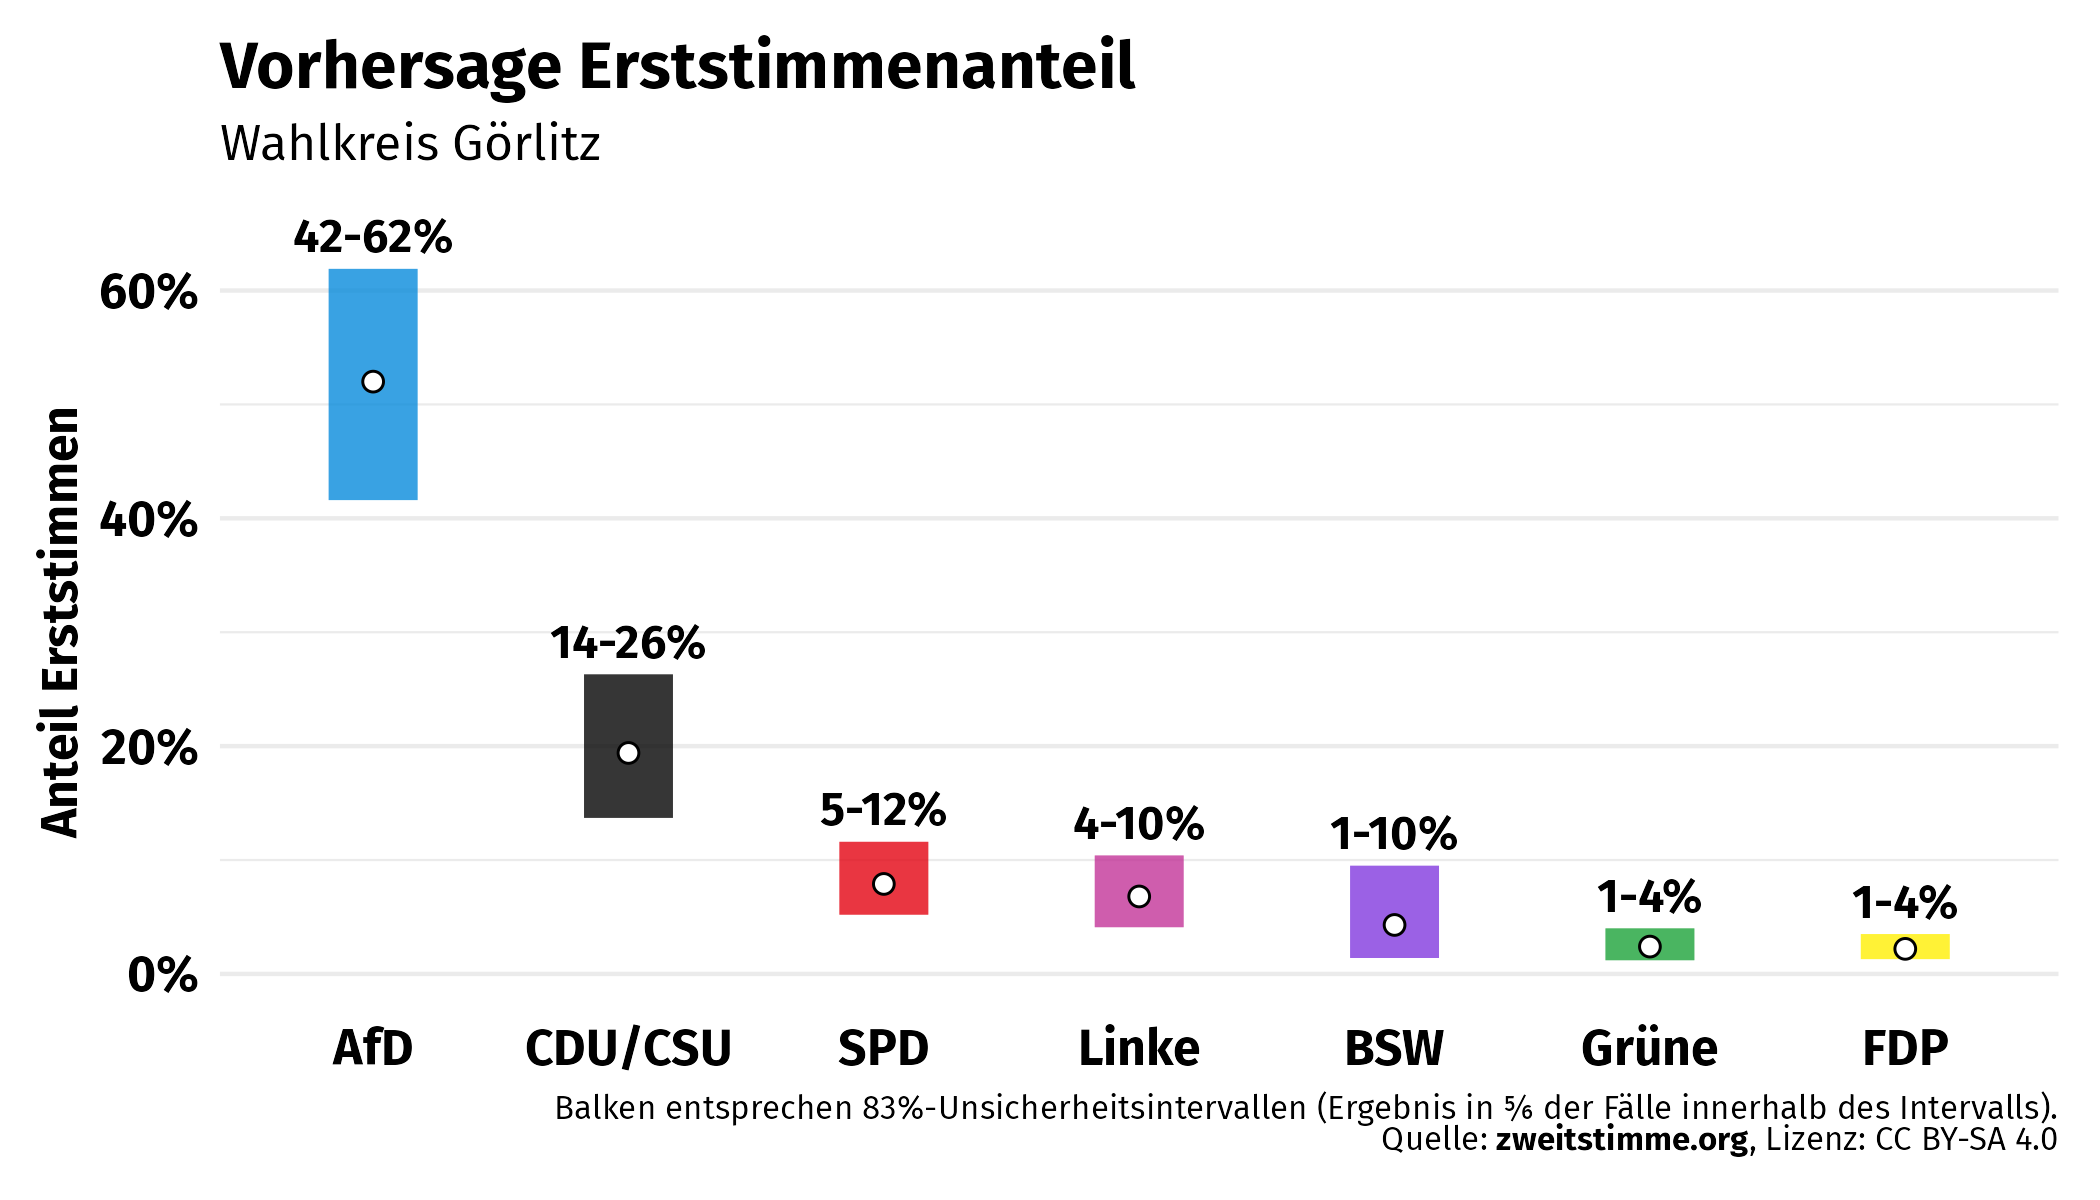 Vorhersage Erststimmenanteil
Wahlkreis Görlitz
Anteil Erststimmen
60%
40%
20%
0%
42-62%
14-26%
5-12%
4-10%
1-10%
1-4%
1-4%
AfD
CDU/CSU
SPD
Linke
BSW
Grüne
FDP
Balken entsprechen 83%-Unsicherheitsintervallen (Ergebnis in ⅚ der Fälle innerhalb des Intervalls).
Quelle: zweitstimme.org, Lizenz: CC BY-SA 4.0